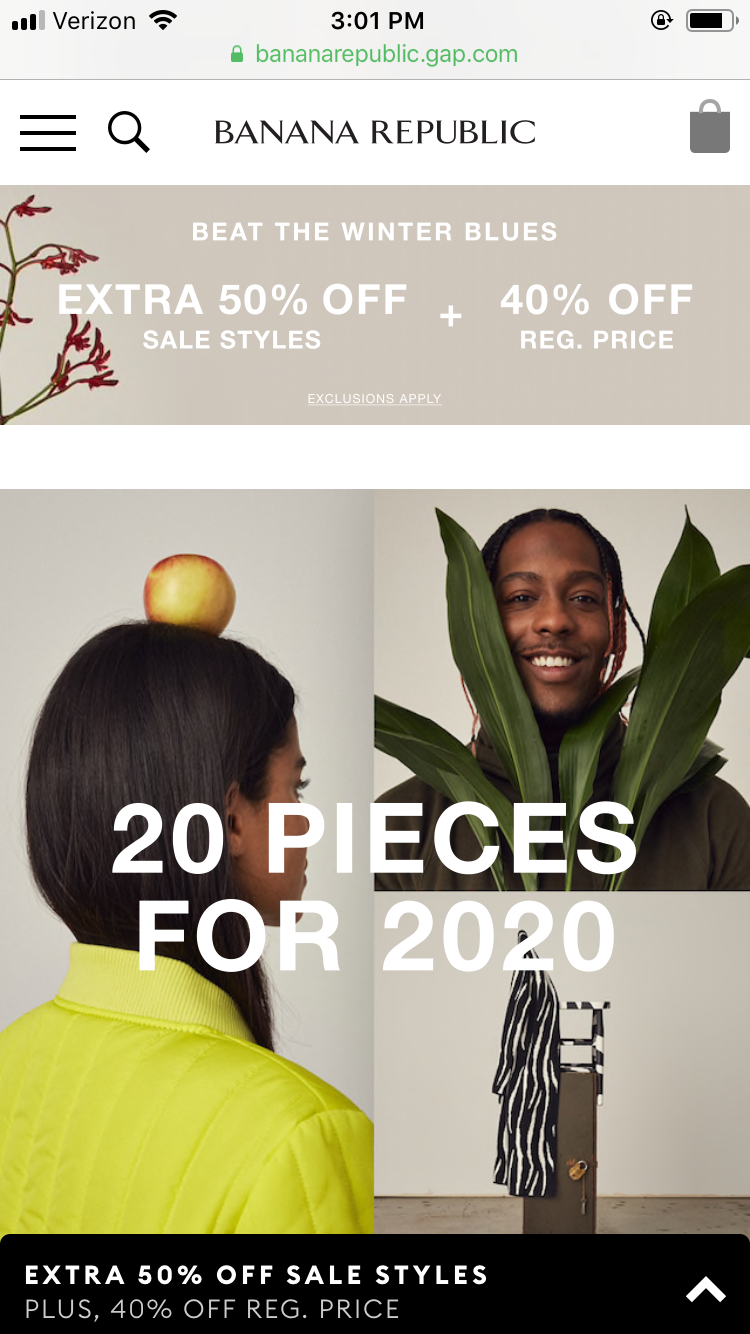 Verizon 3:01 PM
bananarepublic.gap.com
BANANA REPUBLIC
BEAT THE WINTER BLUES
EXTRA 50% OFF + 40% OFF
SALE STYLES REG. PRICE
EXCLUSIONS APPLY
20 PIECES
FOR 2020
EXTRA 50% OFF SALE STYLES
PLUS, 40% OFF REG. PRICE